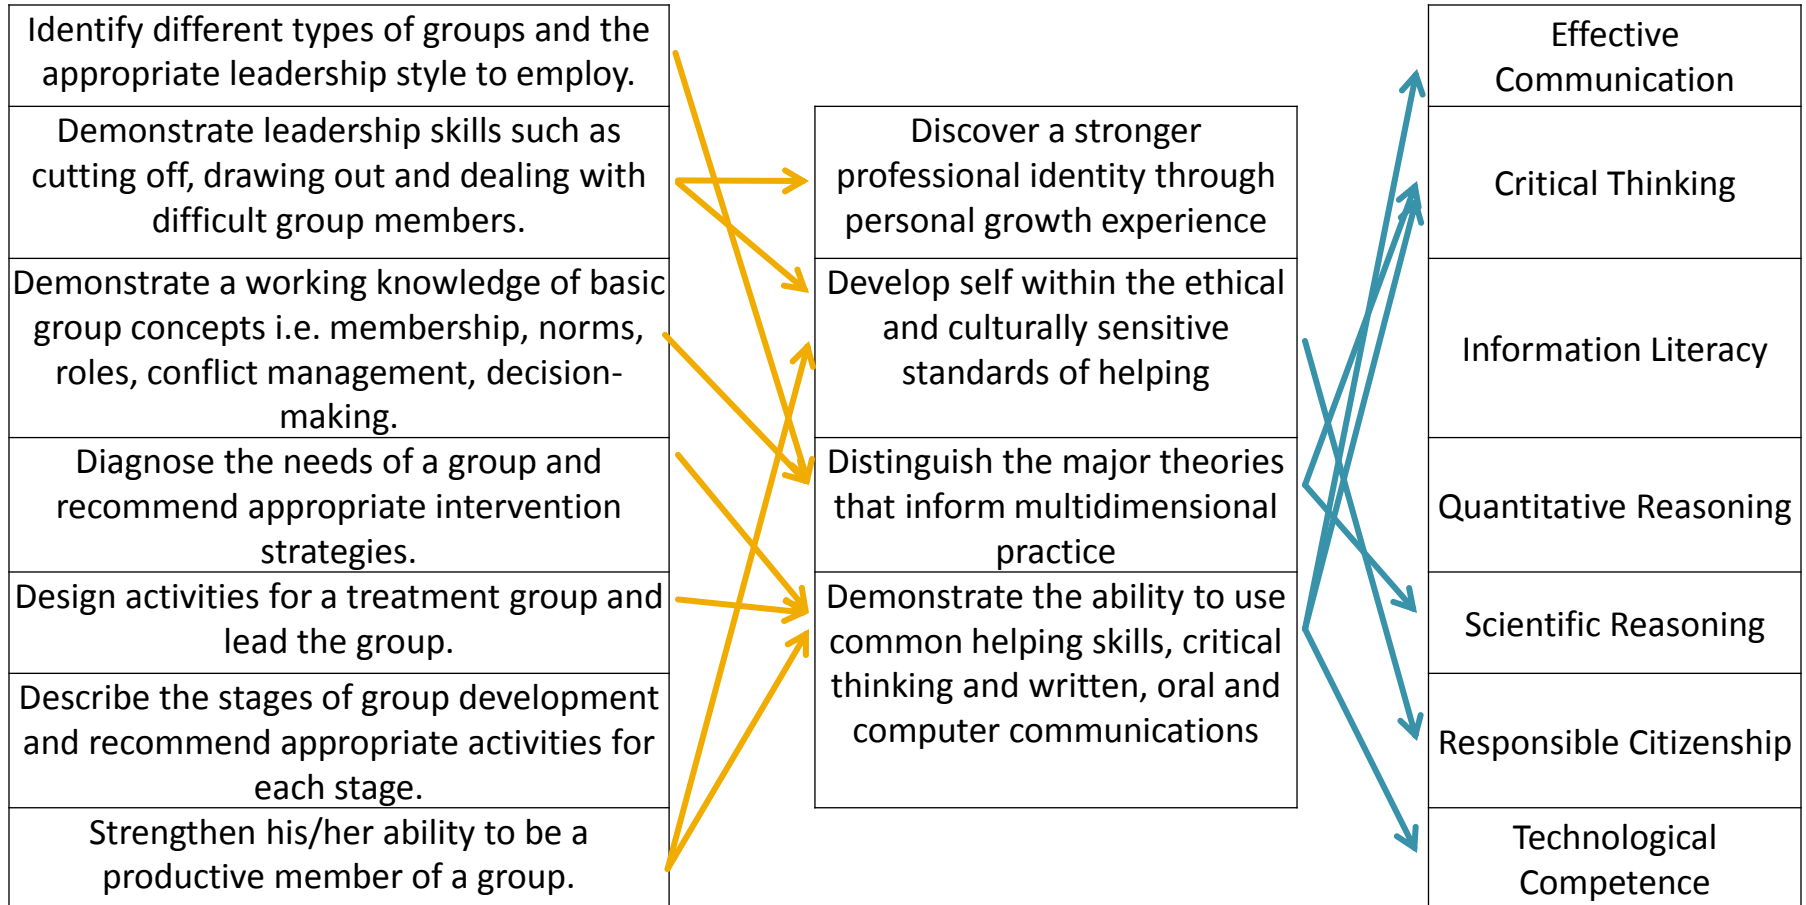 Identify different types of groups and the
appropriate leadership style to employ.
Demonstrate leadership skills such as
cutting off, drawing out and dealing with
difficult group members.
Demonstrate a working knowledge of basic
group concepts i.e. membership, norms,
roles, conflict management, decision-
making.
Diagnose the needs of a group and
recommend appropriate intervention
strategies.
Design activities for a treatment group and
lead the group.
Describe the stages of group development
and recommend appropriate activities for
each stage.
Strengthen his/her ability to be a
productive member of a group.
Discover a stronger
professional identity through
personal growth experience
Develop self within the ethical
and culturally sensitive
standards of helping
Distinguish the major theories
that inform multidimensional
practice
Demonstrate the ability to use
common helping skills, critical
thinking and written, oral and
computer communications
Effective
Communication
Critical Thinking
Information Literacy
Quantitative Reasoning
Scientific Reasoning
Responsible Citizenship
Technological
Competence